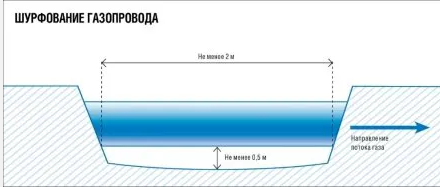 ШУРФОВАНИЕ ГАЗОПРОВОДА
Не менее 2 м
Направление
потока газа
Не менее 0,5 м